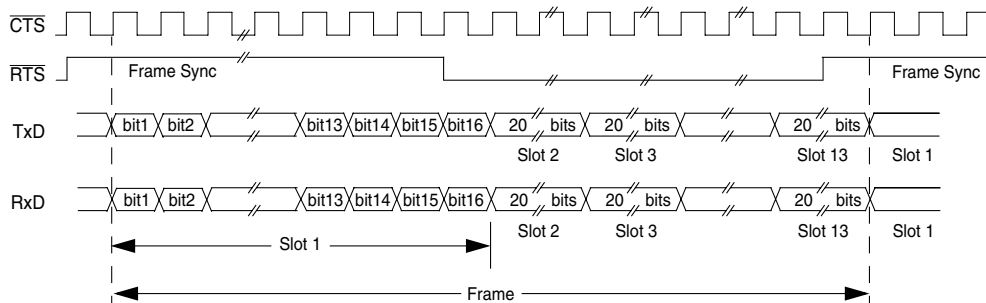 CTS
RTS Frame Sync Frame Sync
TxD bit1 bit2 bit13 bit14 bit15 bit16 20 bits 20 bits 20 bits
Slot 2 Slot 3 Slot 13 Slot 1
RxD bit1 bit2 bit13 bit14 bit15 bit16 20 bits 20 bits 20 bits
Slot 2 Slot 3 Slot 13 Slot 1
Slot 1
Frame